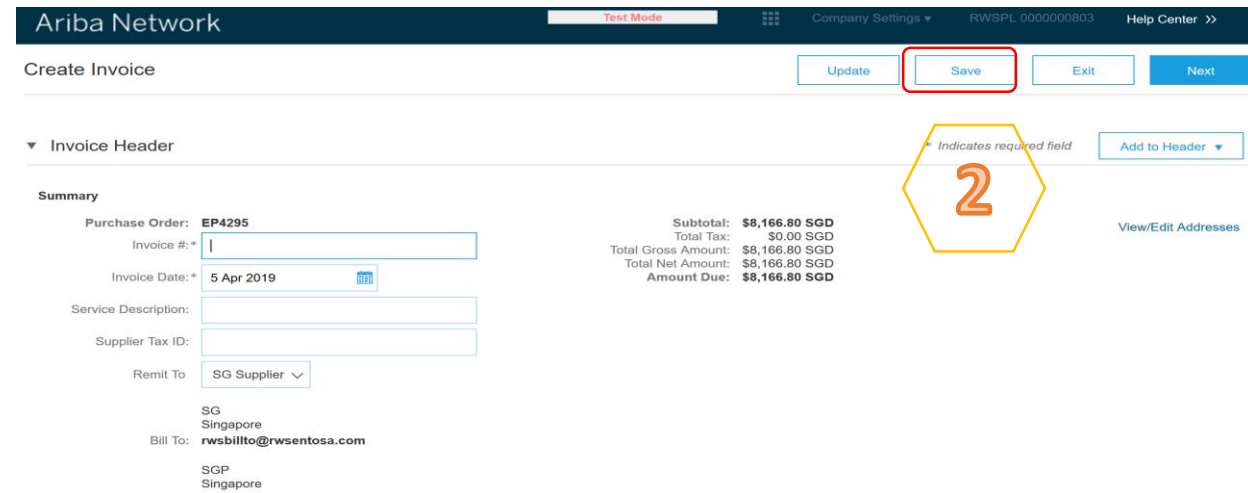 Ariba Network
Test Mode
Company Settings ▾
RWSPL 0000000803
Help Center >>
Create Invoice
Update
Save
Exit
Next
▾ Invoice Header
* Indicates required field
Add to Header ▾
2
Summary
Purchase Order: EP4295
Invoice #:*
Invoice Date:* 5 Apr 2019
Service Description:
Supplier Tax ID:
Remit To SG Supplier
SG
Singapore
Bill To: rwsbillto@rwsentosa.com
SGP
Singapore
Subtotal: $8,166.80 SGD
Total Tax: $0.00 SGD
Total Gross Amount: $8,166.80 SGD
Total Net Amount: $8,166.80 SGD
Amount Due: $8,166.80 SGD
View/Edit Addresses